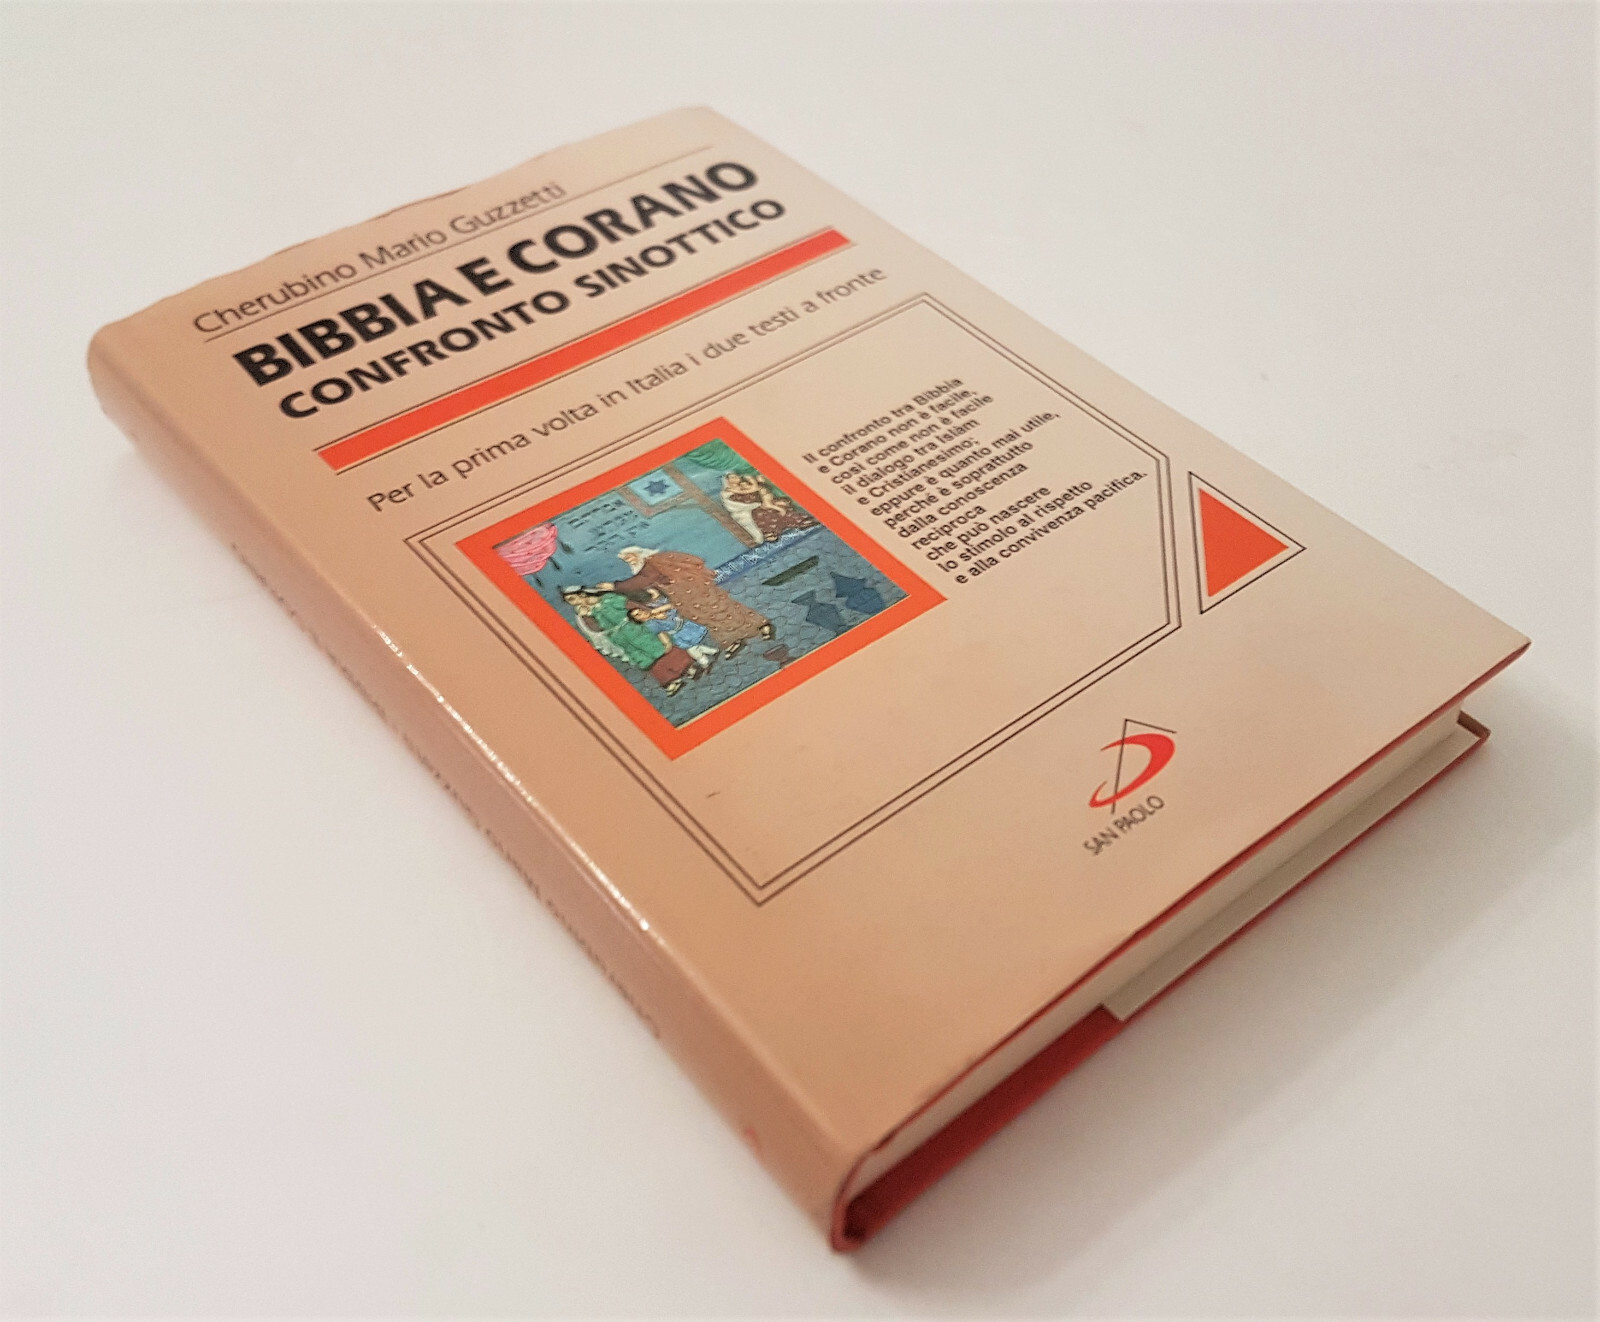 Cherubino Mario Guzzetti
BIBBIA E CORANO
CONFRONTO SINOTTICO
Per la prima volta in Italia i due testi a fronte
Il confronto tra Bibbia
e Corano non è facile,
così come non è facile
il dialogo tra Islàm
e Cristianesimo;
eppure è quanto mai utile,
perché è soprattutto
dalla conoscenza
reciproca
che può nascere
lo stimolo al rispetto
e alla convivenza pacifica.
SAN PAOLO